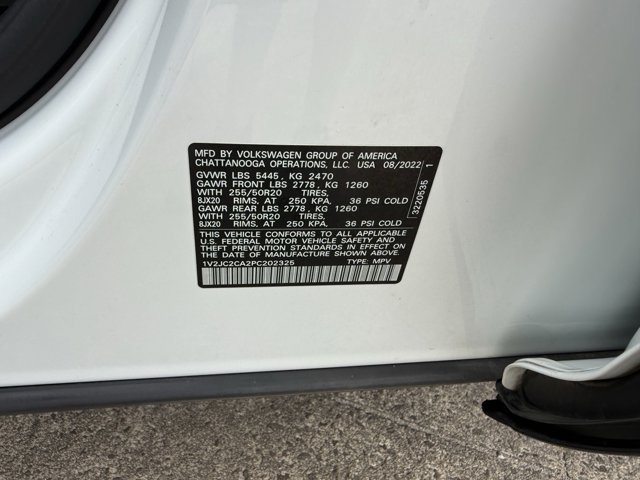 MFD BY VOLKSWAGEN GROUP OF AMERICA
CHATTANOOGA OPERATIONS, LLC. USA 08/2022
GVWR LBS 5445, KG 2470
GAWR FRONT LBS 2778, KG 1260
WITH 255/50R20 TIRES,
8JX20 RIMS, AT 250 KPA, 36 PSI COLD
GAWR REAR LBS 2778, KG 1260
WITH 255/50R20 TIRES,
8JX20 RIMS, AT 250 KPA, 36 PSI COLD
THIS VEHICLE CONFORMS TO ALL APPLICABLE
U.S. FEDERAL MOTOR VEHICLE SAFETY AND
THEFT PREVENTION STANDARDS IN EFFECT ON
THE DATE OF MANUFACTURE SHOWN ABOVE.
1V2JC2CA2PC202325 TYPE: MPV
3220535 1